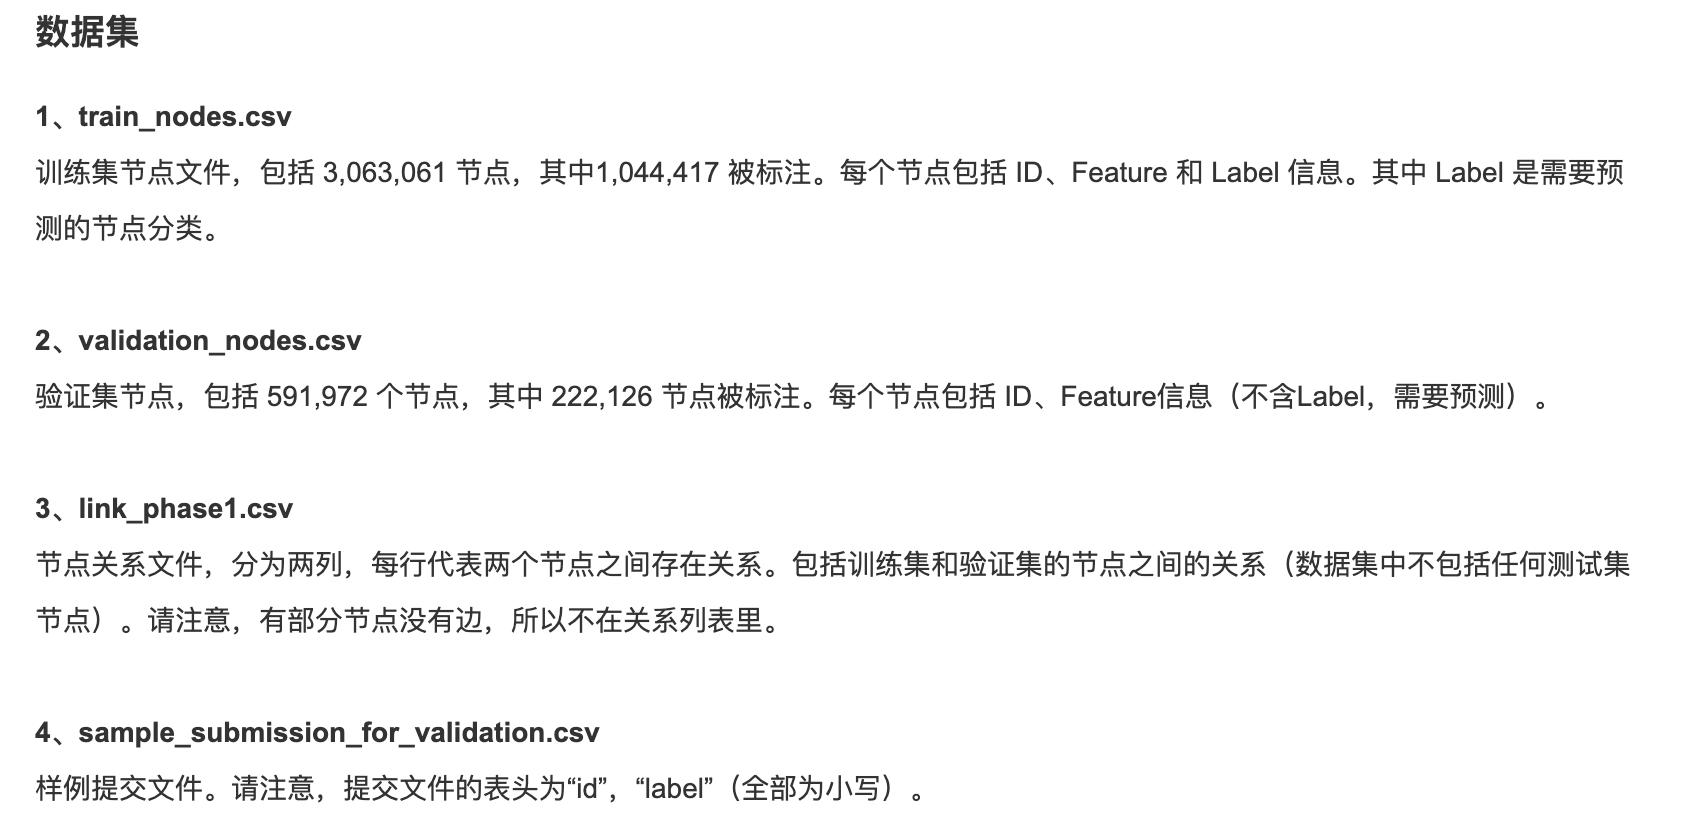 数据集
1、train_nodes.csv
训练集节点文件，包括 3,063,061 节点，其中1,044,417 被标注。每个节点包括 ID、Feature 和 Label 信息。其中 Label 是需要预
测的节点分类。
2、validation_nodes.csv
验证集节点，包括 591,972 个节点，其中 222,126 节点被标注。每个节点包括 ID、Feature信息（不含Label，需要预测）。
3、link_phase1.csv
节点关系文件，分为两列，每行代表两个节点之间存在关系。包括训练集和验证集的节点之间的关系（数据集中不包括任何测试集
节点）。请注意，有部分节点没有边，所以不在关系列表里。
4、sample_submission_for_validation.csv
样例提交文件。请注意，提交文件的表头为“id”，“label”（全部为小写）。